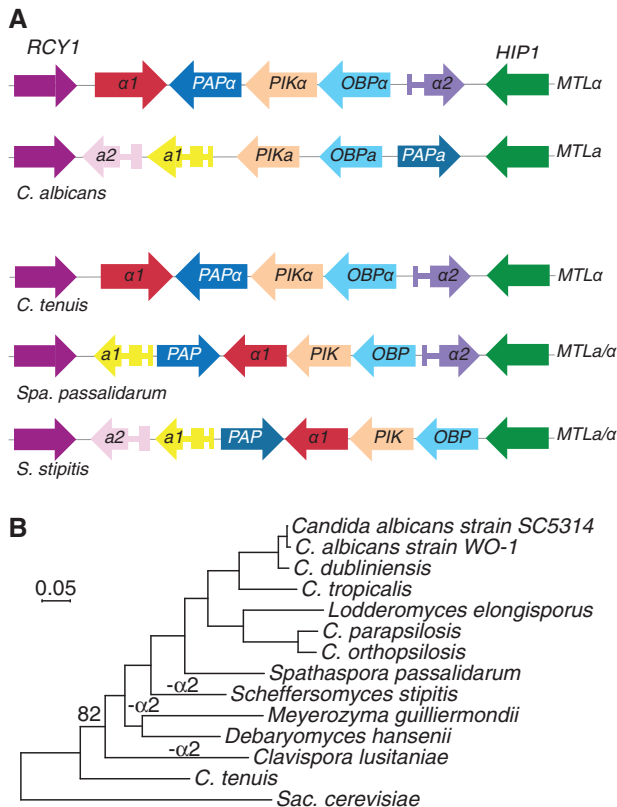 A
RCY1 HIP1
α1 PAPα PIKα OBPα α2 MTLα
a2 a1 PIKa OBPa PAPa MTLa
C. albicans
α1 PAPα PIKα OBPα α2 MTLα
C. tenuis
a1 PAP α1 PIK OBP α2 MTLa/α
Spa. passalidarum
a2 a1 PAP α1 PIK OBP MTLa/α
S. stipitis
B
Candida albicans strain SC5314
C. albicans strain WO-1
C. dubliniensis
0.05
C. tropicalis
Lodderomyces elongisporus
C. parapsilosis
C. orthopsilosis
Spathaspora passalidarum
-α2 Scheffersomyces stipitis
82 -α2 Meyerozyma guilliermondii
Debaryomyces hansenii
-α2 Clavispora lusitaniae
C. tenuis
Sac. cerevisiae